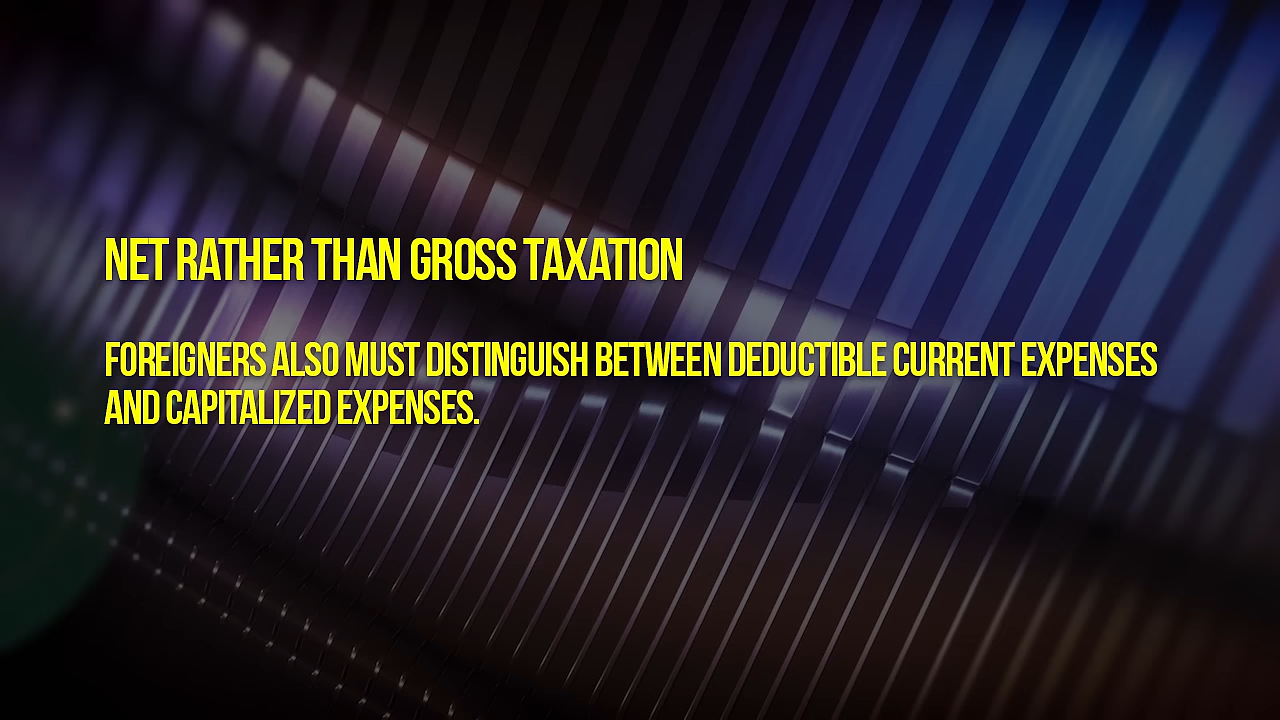 NET RATHER THAN GROSS TAXATION
FOREIGNERS ALSO MUST DISTINGUISH BETWEEN DEDUCTIBLE CURRENT EXPENSES
AND CAPITALIZED EXPENSES.